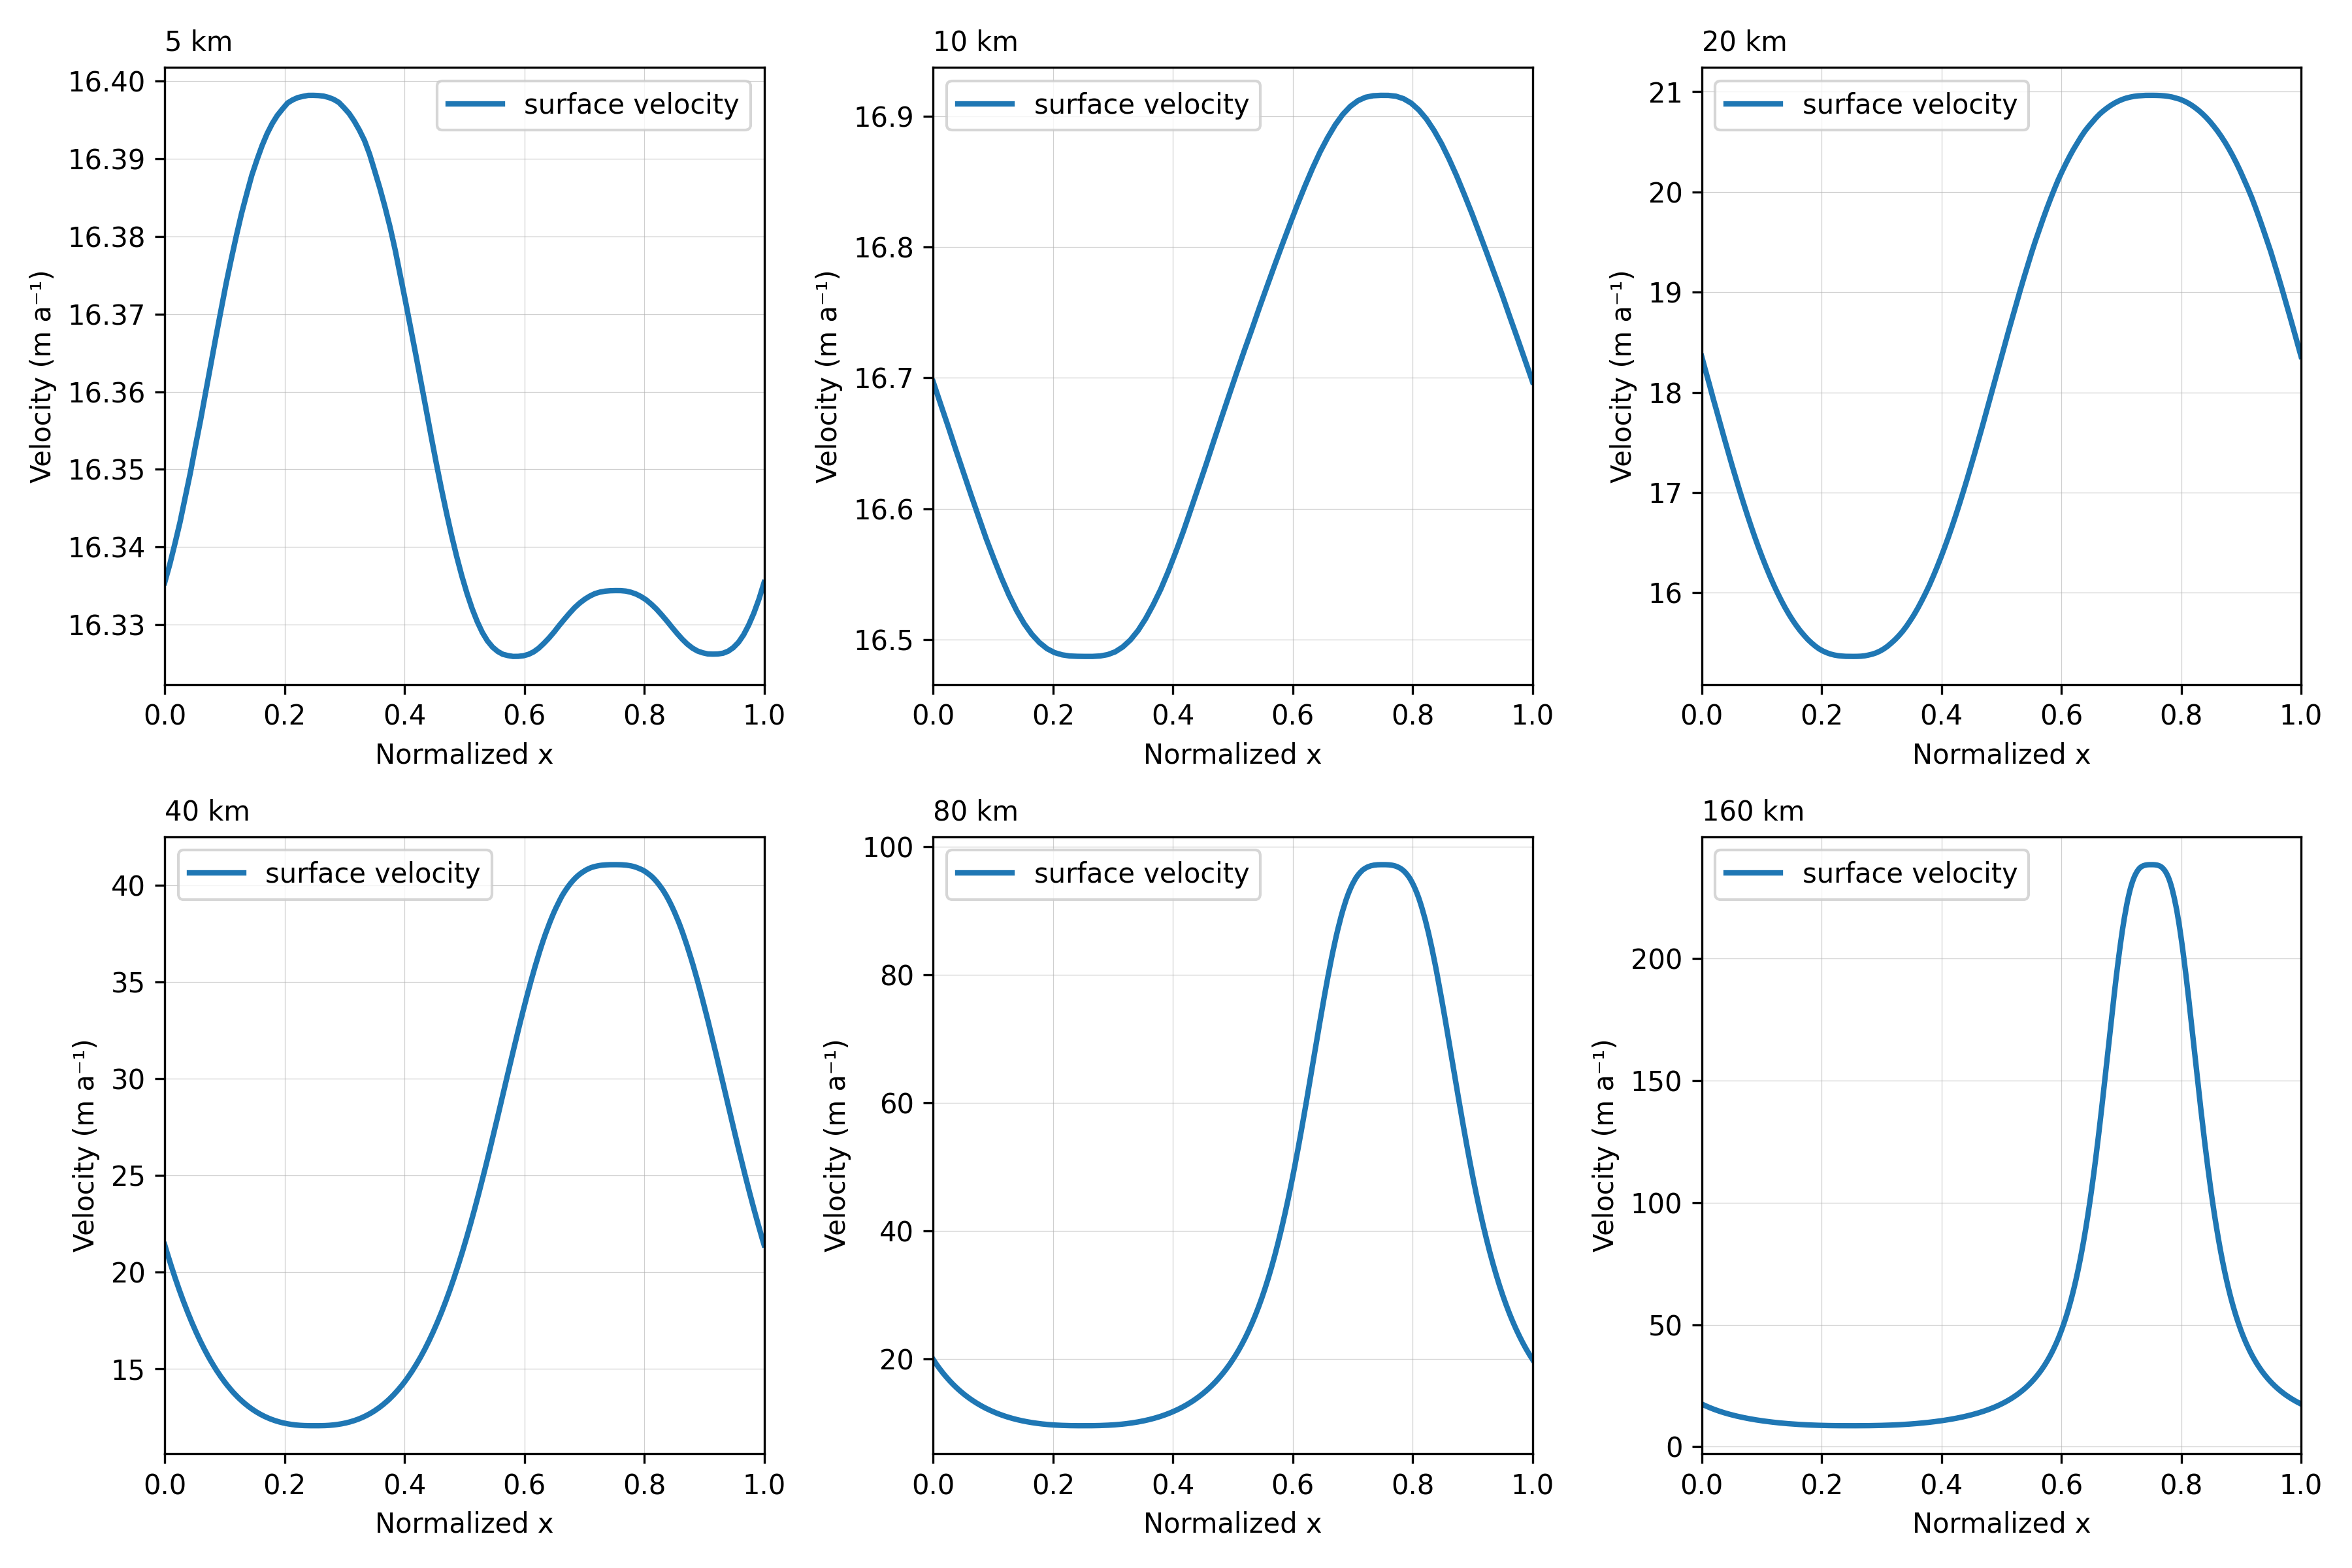 5 km
surface velocity
16.40
16.39
16.38
16.37
16.36
16.35
16.34
16.33
Velocity (m a⁻¹)
0.0 0.2 0.4 0.6 0.8 1.0
Normalized x
10 km
surface velocity
16.9
16.8
16.7
16.6
16.5
Velocity (m a⁻¹)
0.0 0.2 0.4 0.6 0.8 1.0
Normalized x
20 km
surface velocity
21
20
19
18
17
16
Velocity (m a⁻¹)
0.0 0.2 0.4 0.6 0.8 1.0
Normalized x
40 km
surface velocity
40
35
30
25
20
15
Velocity (m a⁻¹)
0.0 0.2 0.4 0.6 0.8 1.0
Normalized x
80 km
surface velocity
100
80
60
40
20
Velocity (m a⁻¹)
0.0 0.2 0.4 0.6 0.8 1.0
Normalized x
160 km
surface velocity
200
150
100
50
0
Velocity (m a⁻¹)
0.0 0.2 0.4 0.6 0.8 1.0
Normalized x